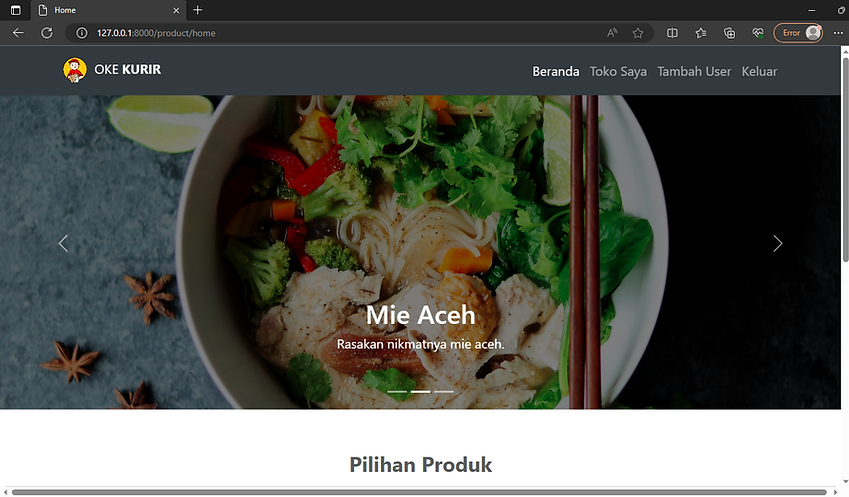 Home
127.0.0.1:8000/product/home
Error
OKE KURIR
Beranda Toko Saya Tambah User Keluar
Mie Aceh
Rasakan nikmatnya mie aceh.
Pilihan Produk